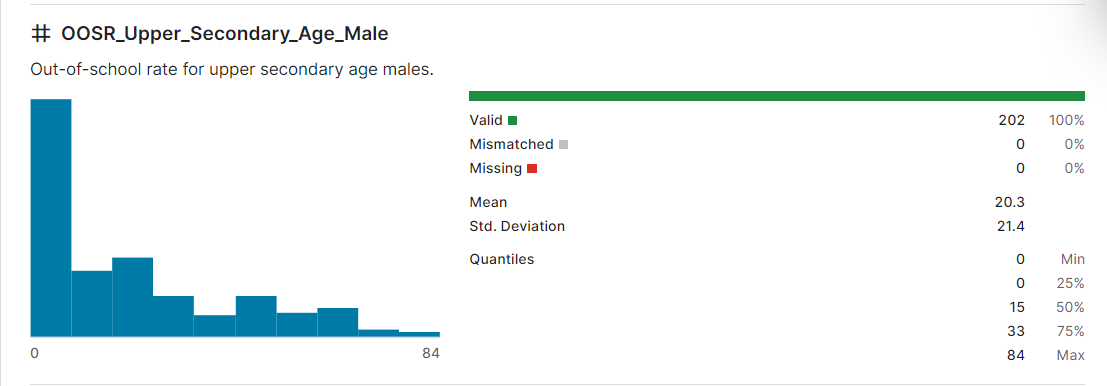 # OOSR_Upper_Secondary_Age_Male
Out-of-school rate for upper secondary age males.
0 84
Valid 202 100%
Mismatched 0 0%
Missing 0 0%
Mean 20.3
Std. Deviation 21.4
Quantiles 0 Min
0 25%
15 50%
33 75%
84 Max